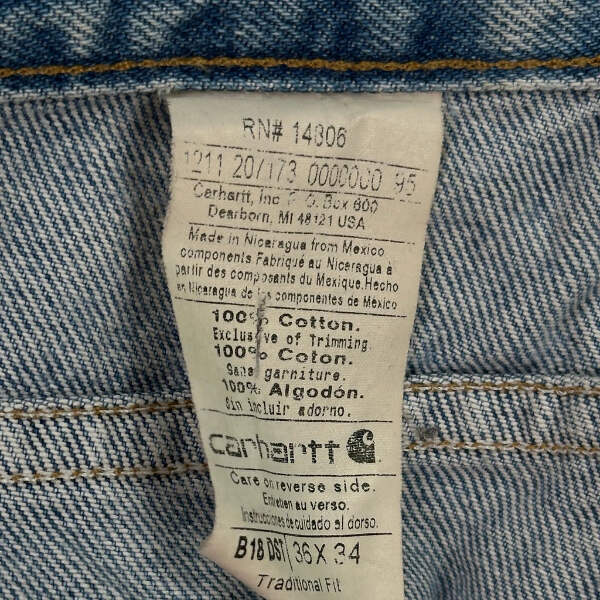 RN# 14806
1211 20/173 0000000 95
Carharrt, Inc P.O. Box 600
Dearborn, MI 48121 USA
Made in Nicaragua from Mexico
components Fabriqué au Nicaragua à
partir des composants du Mexique.Hecho
en Nicaragua de los componentes de México
100% Cotton.
Exclusive of Trimming.
100% Coton.
Sans garniture.
100% Algodón.
Sin incluir adorno.
carhartt
Care on reverse side.
Entretien au verso.
Instrucciones de cuidado al dorso.
B18 DST 36 X 34
Traditional Fit